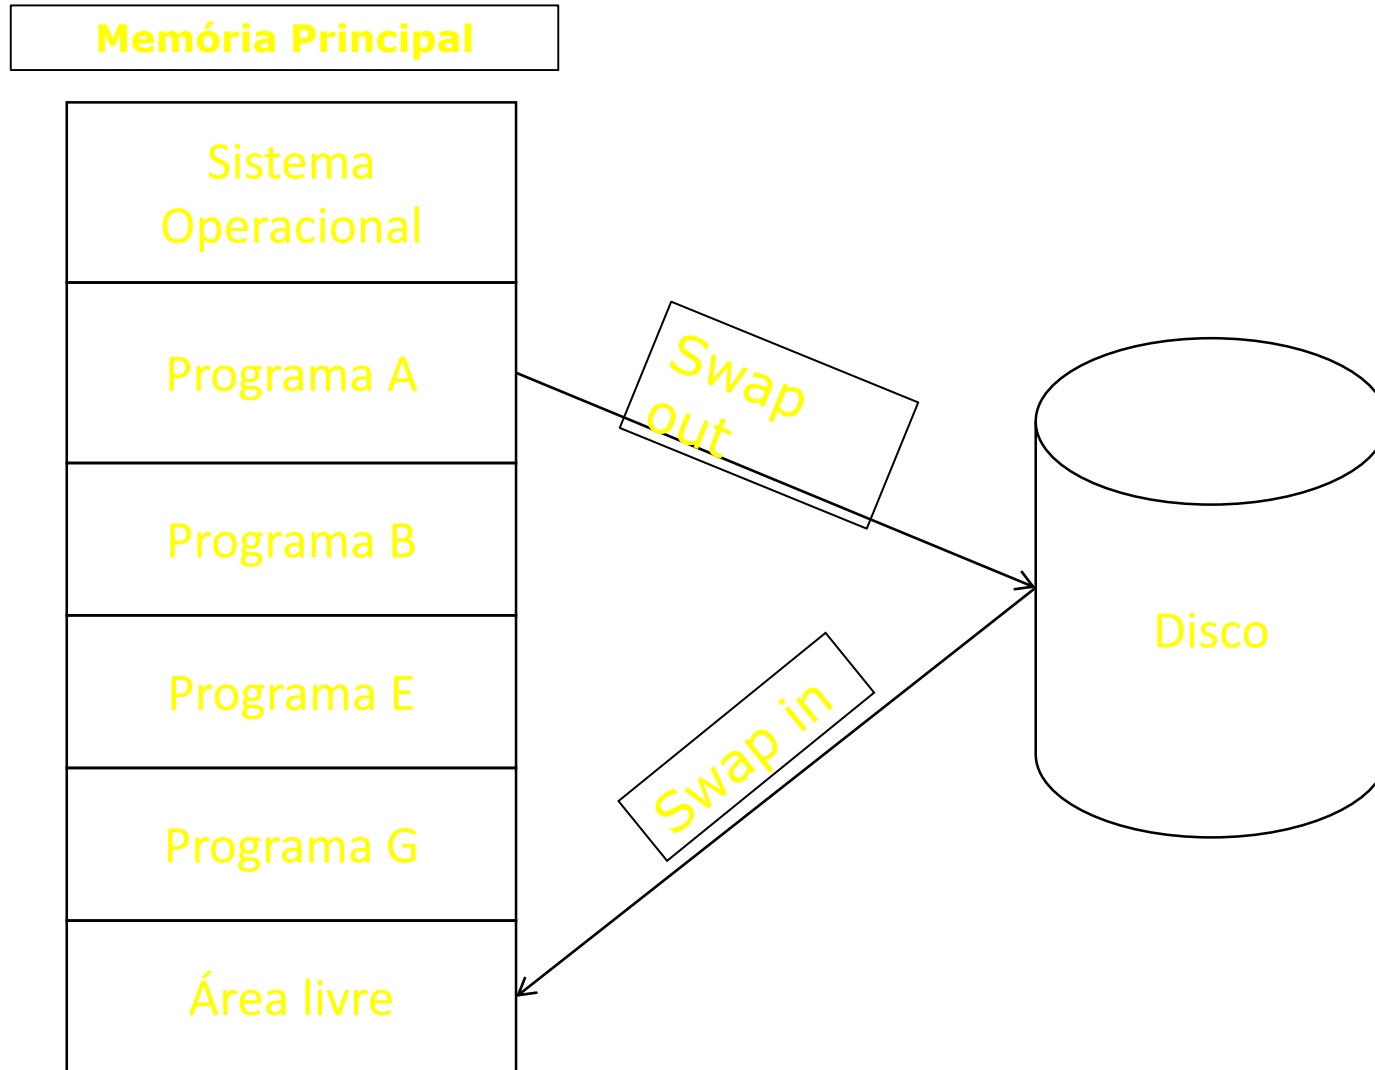 Memória Principal
Sistema
Operacional
Programa A
Swap
out
Programa B
Disco
Programa E
Swap in
Programa G
Área livre